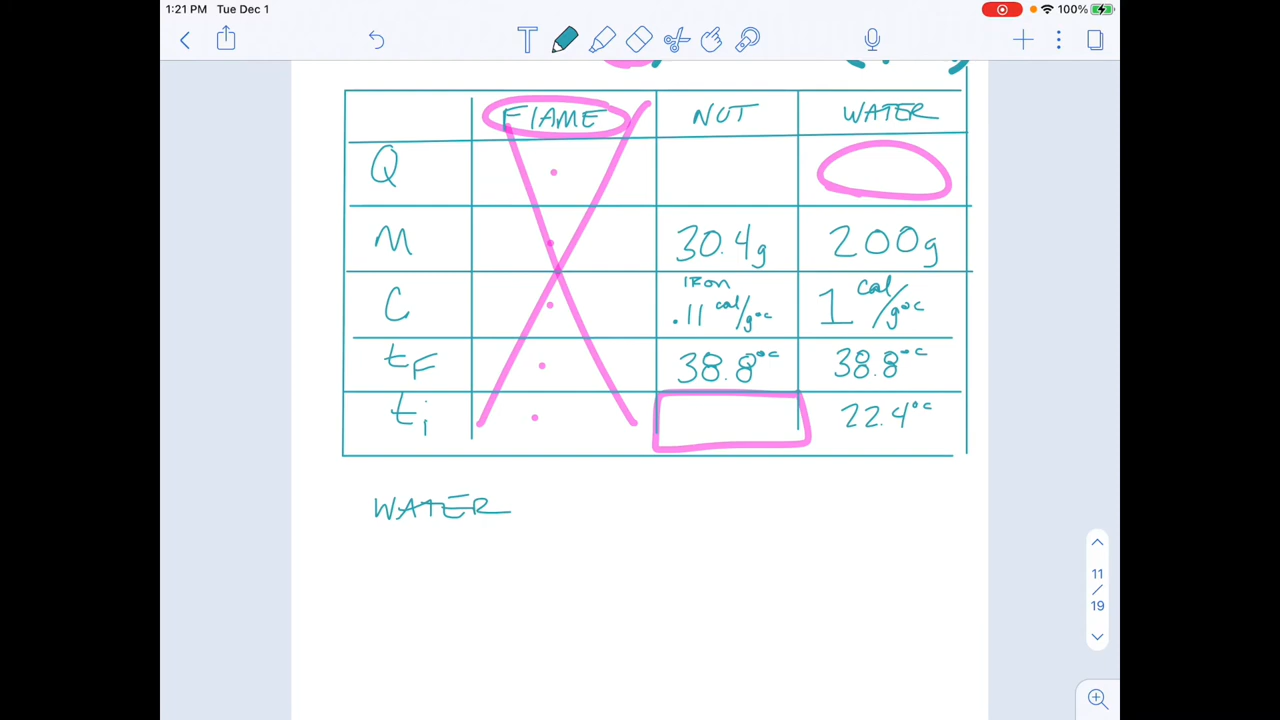 1:21 PM Tue Dec 1
100%
FlAME NUT WATER
Q
M 30.4g 200g
C IRon .11 cal/g°c 1 cal/g°c
tF 38.8°c 38.8°c
ti 22.4°c
WATER
11
/
19